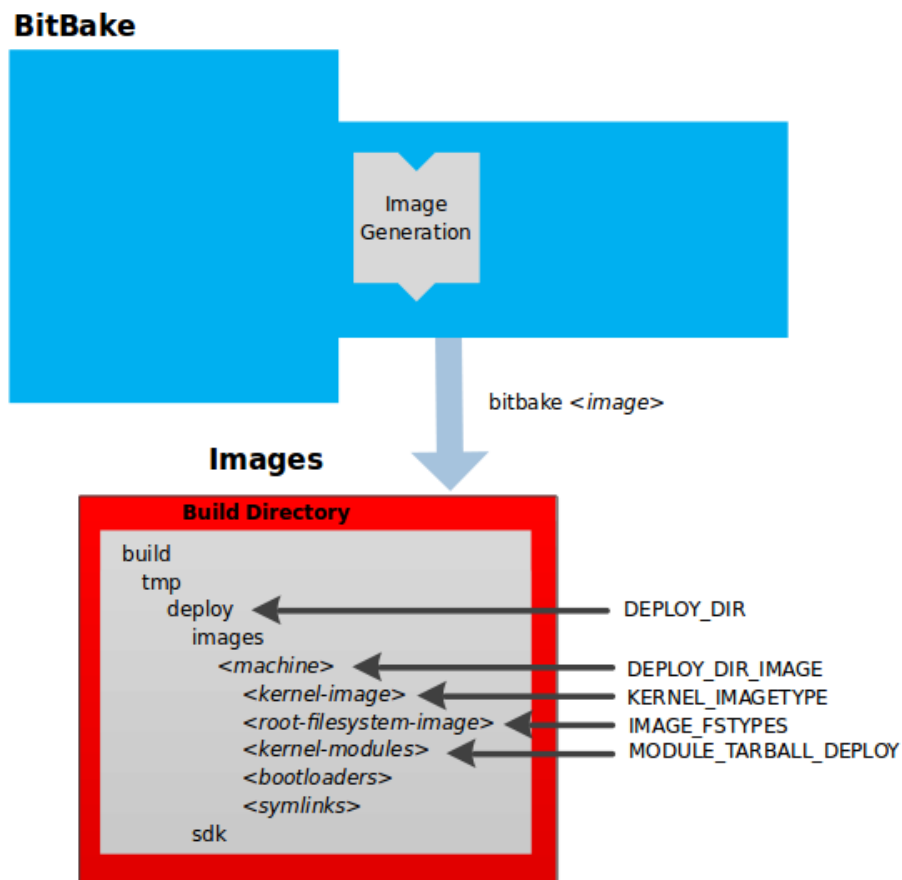 BitBake
Image
Generation
bitbake <image>
Images
Build Directory
build
tmp
deploy
DEPLOY_DIR
images
<machine>
DEPLOY_DIR_IMAGE
<kernel-image>
KERNEL_IMAGETYPE
<root-filesystem-image>
IMAGE_FSTYPES
<kernel-modules>
MODULE_TARBALL_DEPLOY
<bootloaders>
<symlinks>
sdk